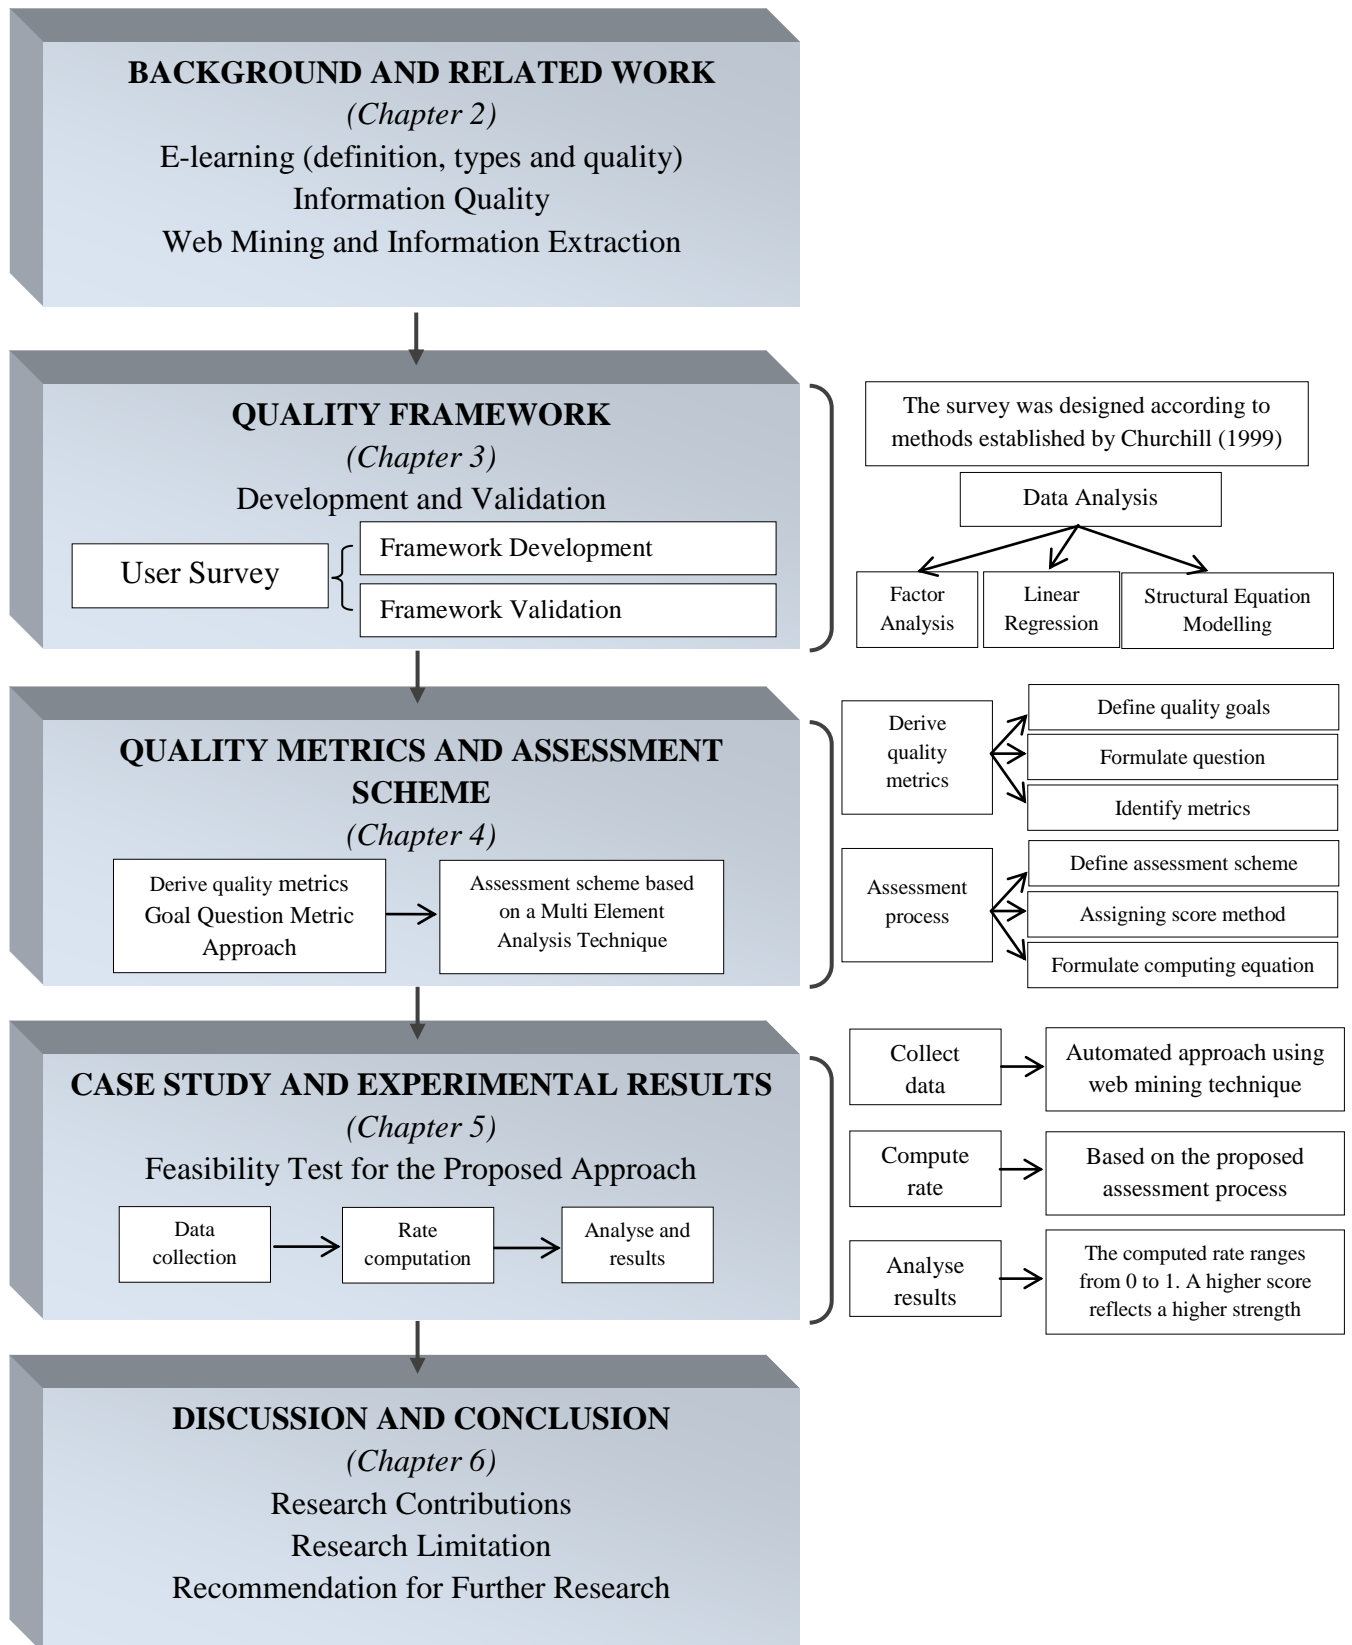 BACKGROUND AND RELATED WORK
(Chapter 2)
E-learning (definition, types and quality)
Information Quality
Web Mining and Information Extraction
QUALITY FRAMEWORK
(Chapter 3)
Development and Validation
User Survey
Framework Development
Framework Validation
The survey was designed according to
methods established by Churchill (1999)
Data Analysis
Factor
Analysis
Linear
Regression
Structural Equation
Modelling
QUALITY METRICS AND ASSESSMENT
SCHEME
(Chapter 4)
Derive quality metrics
Goal Question Metric
Approach
Assessment scheme based
on a Multi Element
Analysis Technique
Derive
quality
metrics
Define quality goals
Formulate question
Identify metrics
Assessment
process
Define assessment scheme
Assigning score method
Formulate computing equation
CASE STUDY AND EXPERIMENTAL RESULTS
(Chapter 5)
Feasibility Test for the Proposed Approach
Data
collection
Rate
computation
Analyse and
results
Collect
data
Automated approach using
web mining technique
Compute
rate
Based on the proposed
assessment process
Analyse
results
The computed rate ranges
from 0 to 1. A higher score
reflects a higher strength
DISCUSSION AND CONCLUSION
(Chapter 6)
Research Contributions
Research Limitation
Recommendation for Further Research